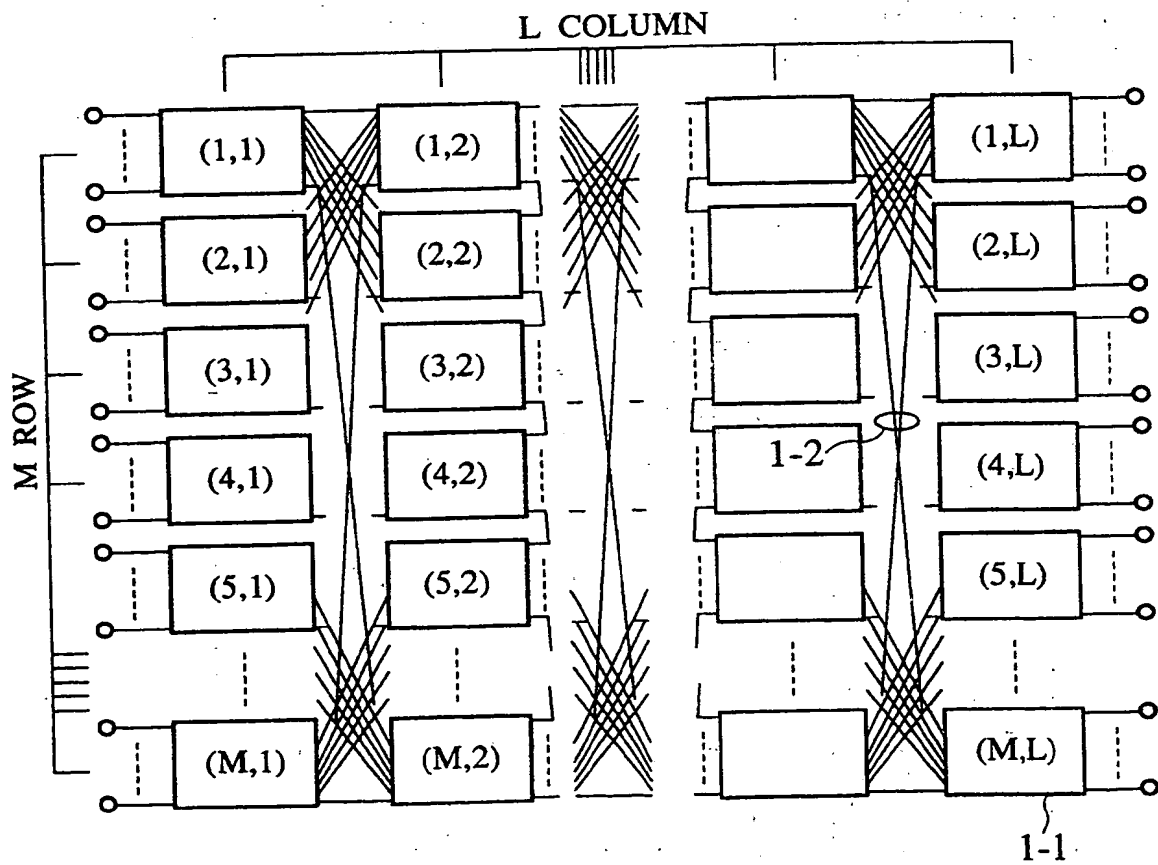 L COLUMN
M ROW
(1,1) (1,2) (1,L)
(2,1) (2,2) (2,L)
(3,1) (3,2) (3,L)
1-2
(4,1) (4,2) (4,L)
(5,1) (5,2) (5,L)
(M,1) (M,2) (M,L)
1-1